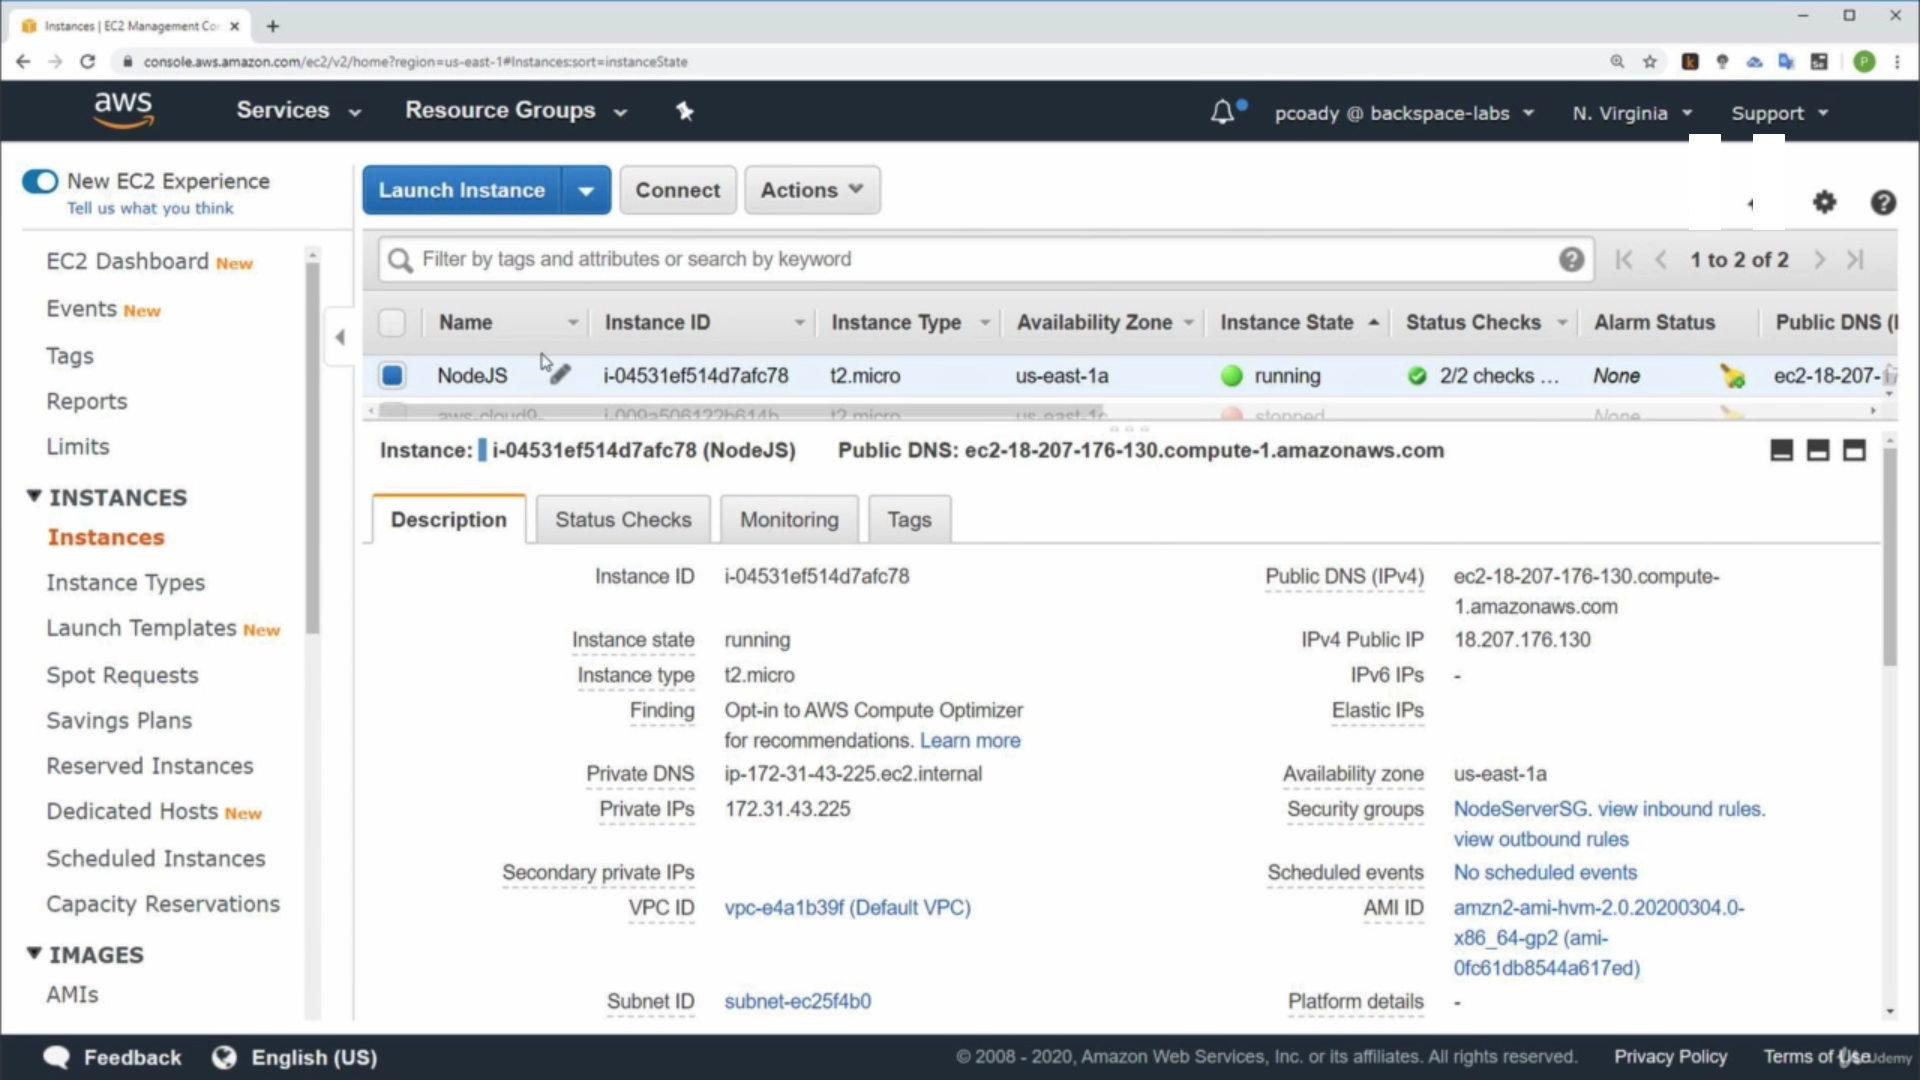 Instances | EC2 Management Co
console.aws.amazon.com/ec2/v2/home?region=us-east-1#Instances:sort=instanceState
P
aws
Services
Resource Groups
pcoady @ backspace-labs
N. Virginia
Support
New EC2 Experience
Tell us what you think
Launch Instance
Connect
Actions
EC2 Dashboard New
Events New
Tags
Reports
Limits
INSTANCES
Instances
Instance Types
Launch Templates New
Spot Requests
Savings Plans
Reserved Instances
Dedicated Hosts New
Scheduled Instances
Capacity Reservations
IMAGES
AMIs
Filter by tags and attributes or search by keyword
1 to 2 of 2
Name Instance ID Instance Type Availability Zone Instance State Status Checks Alarm Status Public DNS (I
NodeJS i-04531ef514d7afc78 t2.micro us-east-1a running 2/2 checks ... None ec2-18-207-
aws-cloud9- i-009a506122b614b t2.micro us-east-1c stopped None
Instance: i-04531ef514d7afc78 (NodeJS) Public DNS: ec2-18-207-176-130.compute-1.amazonaws.com
Description
Status Checks
Monitoring
Tags
Instance ID i-04531ef514d7afc78
Instance state running
Instance type t2.micro
Finding Opt-in to AWS Compute Optimizer
for recommendations. Learn more
Private DNS ip-172-31-43-225.ec2.internal
Private IPs 172.31.43.225
Secondary private IPs
VPC ID vpc-e4a1b39f (Default VPC)
Subnet ID subnet-ec25f4b0
Public DNS (IPv4) ec2-18-207-176-130.compute-
1.amazonaws.com
IPv4 Public IP 18.207.176.130
IPv6 IPs -
Elastic IPs
Availability zone us-east-1a
Security groups NodeServerSG. view inbound rules.
view outbound rules
Scheduled events No scheduled events
AMI ID amzn2-ami-hvm-2.0.20200304.0-
x86_64-gp2 (ami-
0fc61db8544a617ed)
Platform details -
Feedback
English (US)
© 2008 - 2020, Amazon Web Services, Inc. or its affiliates. All rights reserved.
Privacy Policy
Terms of Use
Udemy